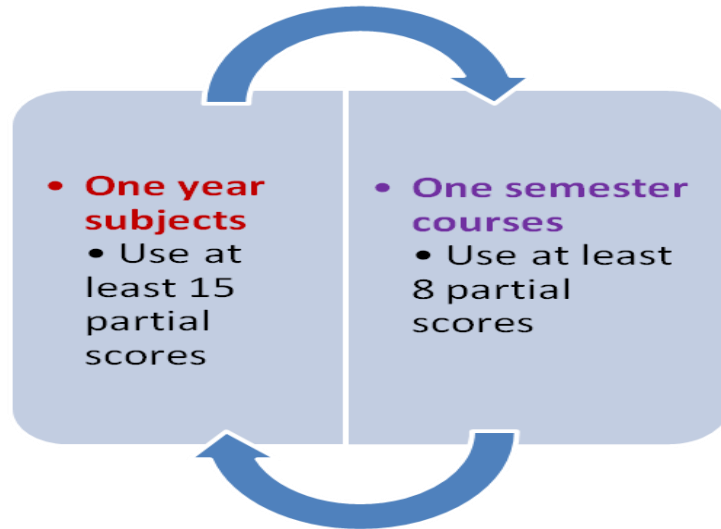 • One year
subjects
• Use at
least 15
partial
scores
• One semester
courses
• Use at least
8 partial
scores